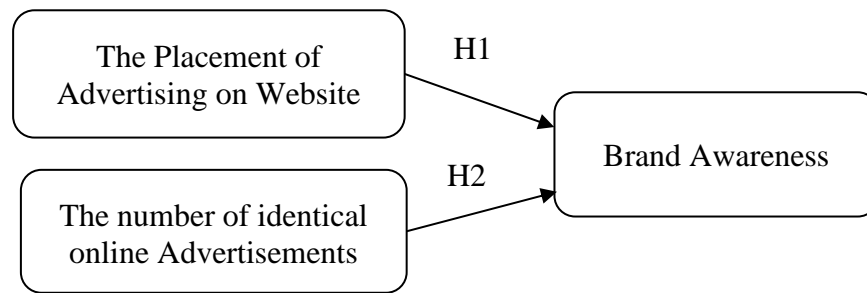 The Placement of
Advertising on Website
H1
Brand Awareness
H2
The number of identical
online Advertisements